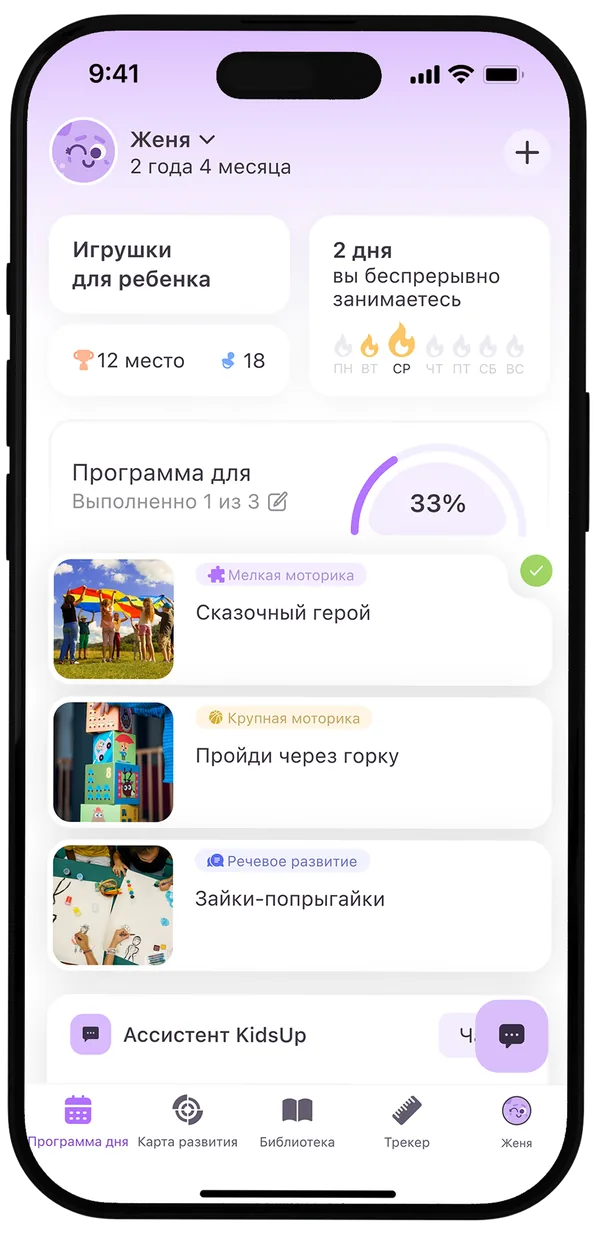 9:41
Женя
2 года 4 месяца
Игрушки
для ребенка
2 дня
вы беспрерывно
занимаетесь
ПН ВТ СР ЧТ ПТ СБ ВС
12 место 18
Программа для
Выполненно 1 из 3
33%
Мелкая моторика
Сказочный герой
Крупная моторика
Пройди через горку
Речевое развитие
Зайки-попрыгайки
Ассистент KidsUp
Программа дня Карта развития Библиотека Трекер Женя